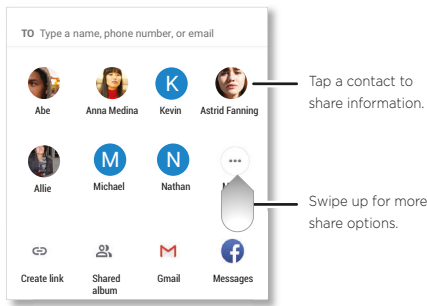 TO Type a name, phone number, or email
K
Abe Anna Medina Kevin Astrid Fanning
Tap a contact to
share information.
M N
Allie Michael Nathan
Swipe up for more
share options.
M f
Create link Shared
album Gmail Messages